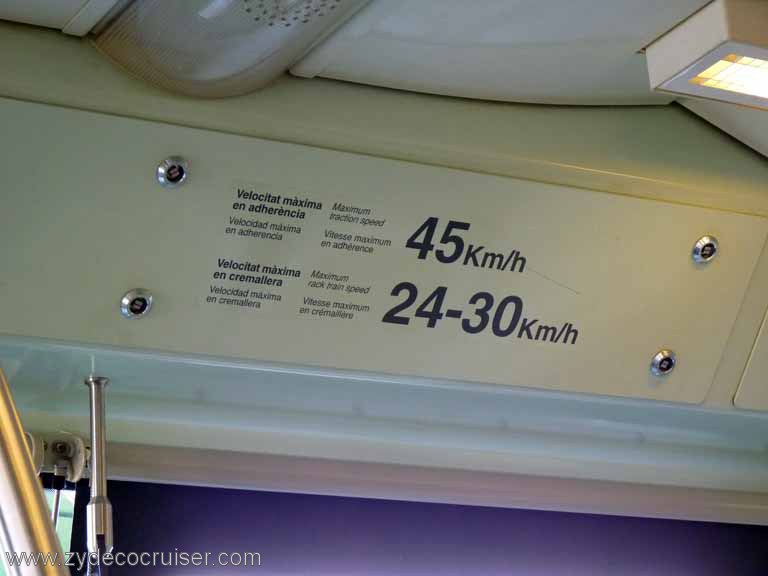 Velocitat màxima
en adherència
Maximum
traction speed
Velocidad máxima
en adherencia
Vitesse maximum
en adhérence
45Km/h
Velocitat màxima
en cremallera
Maximum
rack train speed
Velocidad máxima
en cremallera
Vitesse maximum
en crémaillère
24-30Km/h
www.zydecocruiser.com